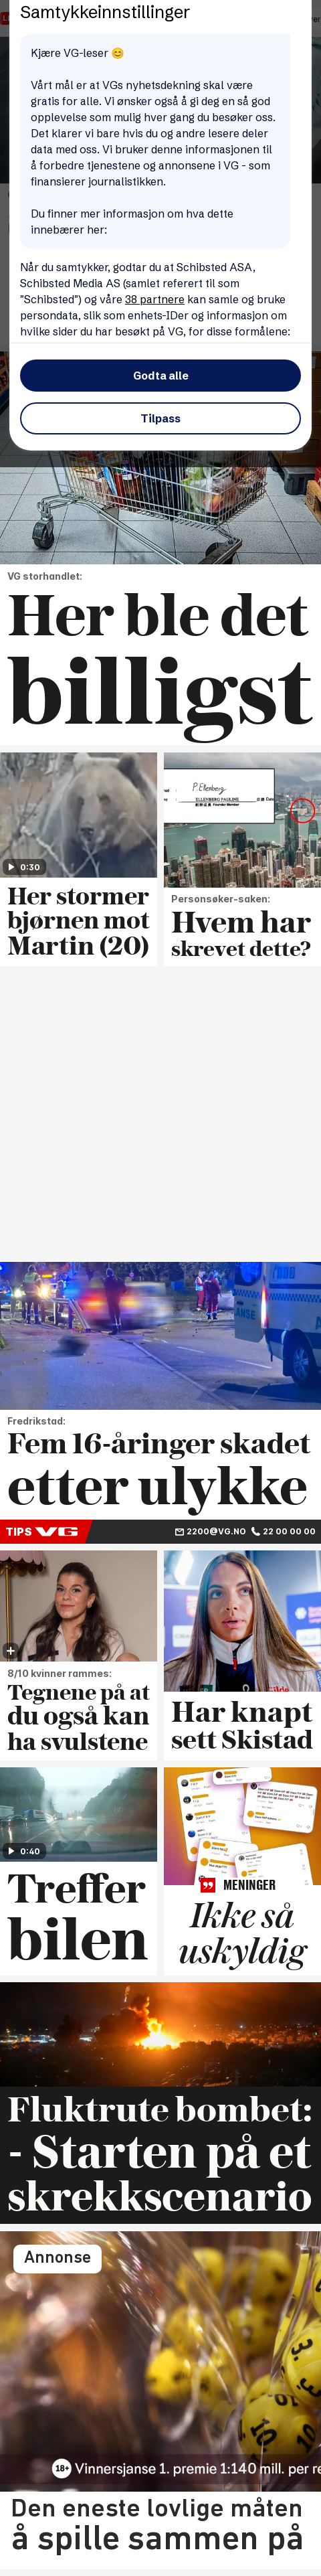 Samtykkeinnstillinger
Kjære VG-leser 😊
Vårt mål er at VGs nyhetsdekning skal være
gratis for alle. Vi ønsker også å gi deg en så god
opplevelse som mulig hver gang du besøker oss.
Det klarer vi bare hvis du og andre lesere deler
data med oss. Vi bruker denne informasjonen til
å forbedre tjenestene og annonsene i VG - som
finansierer journalistikken.
Du finner mer informasjon om hva dette
innebærer her:
Når du samtykker, godtar du at Schibsted ASA,
Schibsted Media AS (samlet referert til som
"Schibsted") og våre 38 partnere kan samle og bruke
persondata, slik som enhets-IDer og informasjon om
hvilke sider du har besøkt på VG, for disse formålene:
Godta alle
Tilpass
VG storhandlet:
Her ble det
billigst
0:30
Her stormer
bjørnen mot
Martin (20)
P. Ellenberg
ELLENBERG PAULINE
Founder Member
Personsøker-saken:
Hvem har
skrevet dette?
Fredrikstad:
Fem 16-åringer skadet
etter ulykke
TIPS VG
2200@VG.NO 22 00 00 00
8/10 kvinner rammes:
Tegnene på at
du også kan
ha svulstene
Har knapt
sett Skistad
0:40
Treffer
bilen
MENINGER
Ikke så
uskyldig
Fluktrute bombet:
- Starten på et
skrekkscenario
Annonse
18+ Vinnersjanse 1. premie 1:140 mill. per re
Den eneste lovlige måten
å spille sammen på